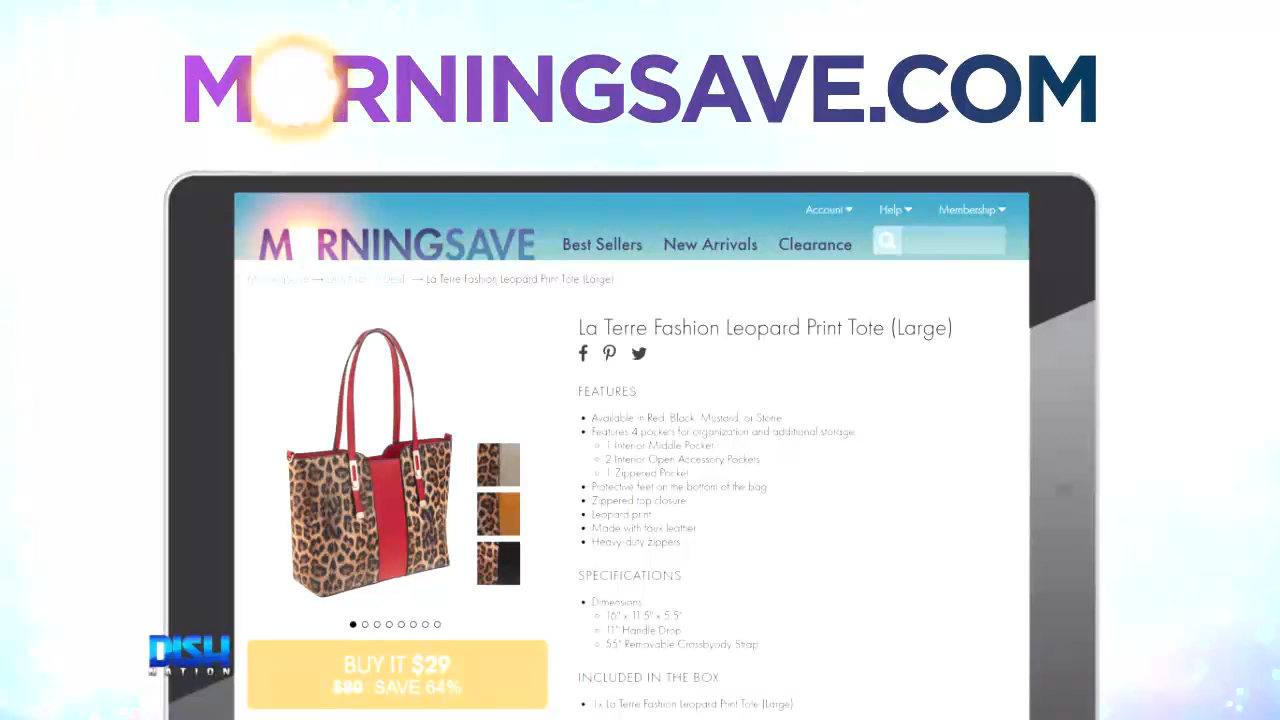 MORNINGSAVE.COM
Account Help Membership
MORNINGSAVE Best Sellers New Arrivals Clearance
→ → La Terre Fashion Leopard Print Tote (Large)
La Terre Fashion Leopard Print Tote (Large)
FEATURES
• Available in Red, Black, Mustard, or Stone
• Features 4 pockets for organization and additional storage:
○ 1 Interior Middle Pocket
○ 2 Interior Open Accessory Pockets
○ 1 Zippered Pocket
• Protective feet on the bottom of the bag
• Zippered top closure
• Leopard print
• Made with faux leather
• Heavy-duty zippers
SPECIFICATIONS
• Dimensions:
○ 16" x 11.5" x 5.5"
○ 11" Handle Drop
○ 55" Removable Crossbyody Strap
INCLUDED IN THE BOX
• 1x La Terre Fashion Leopard Print Tote (Large)
BUY IT $29
$80 SAVE 64%
DISH
NATION